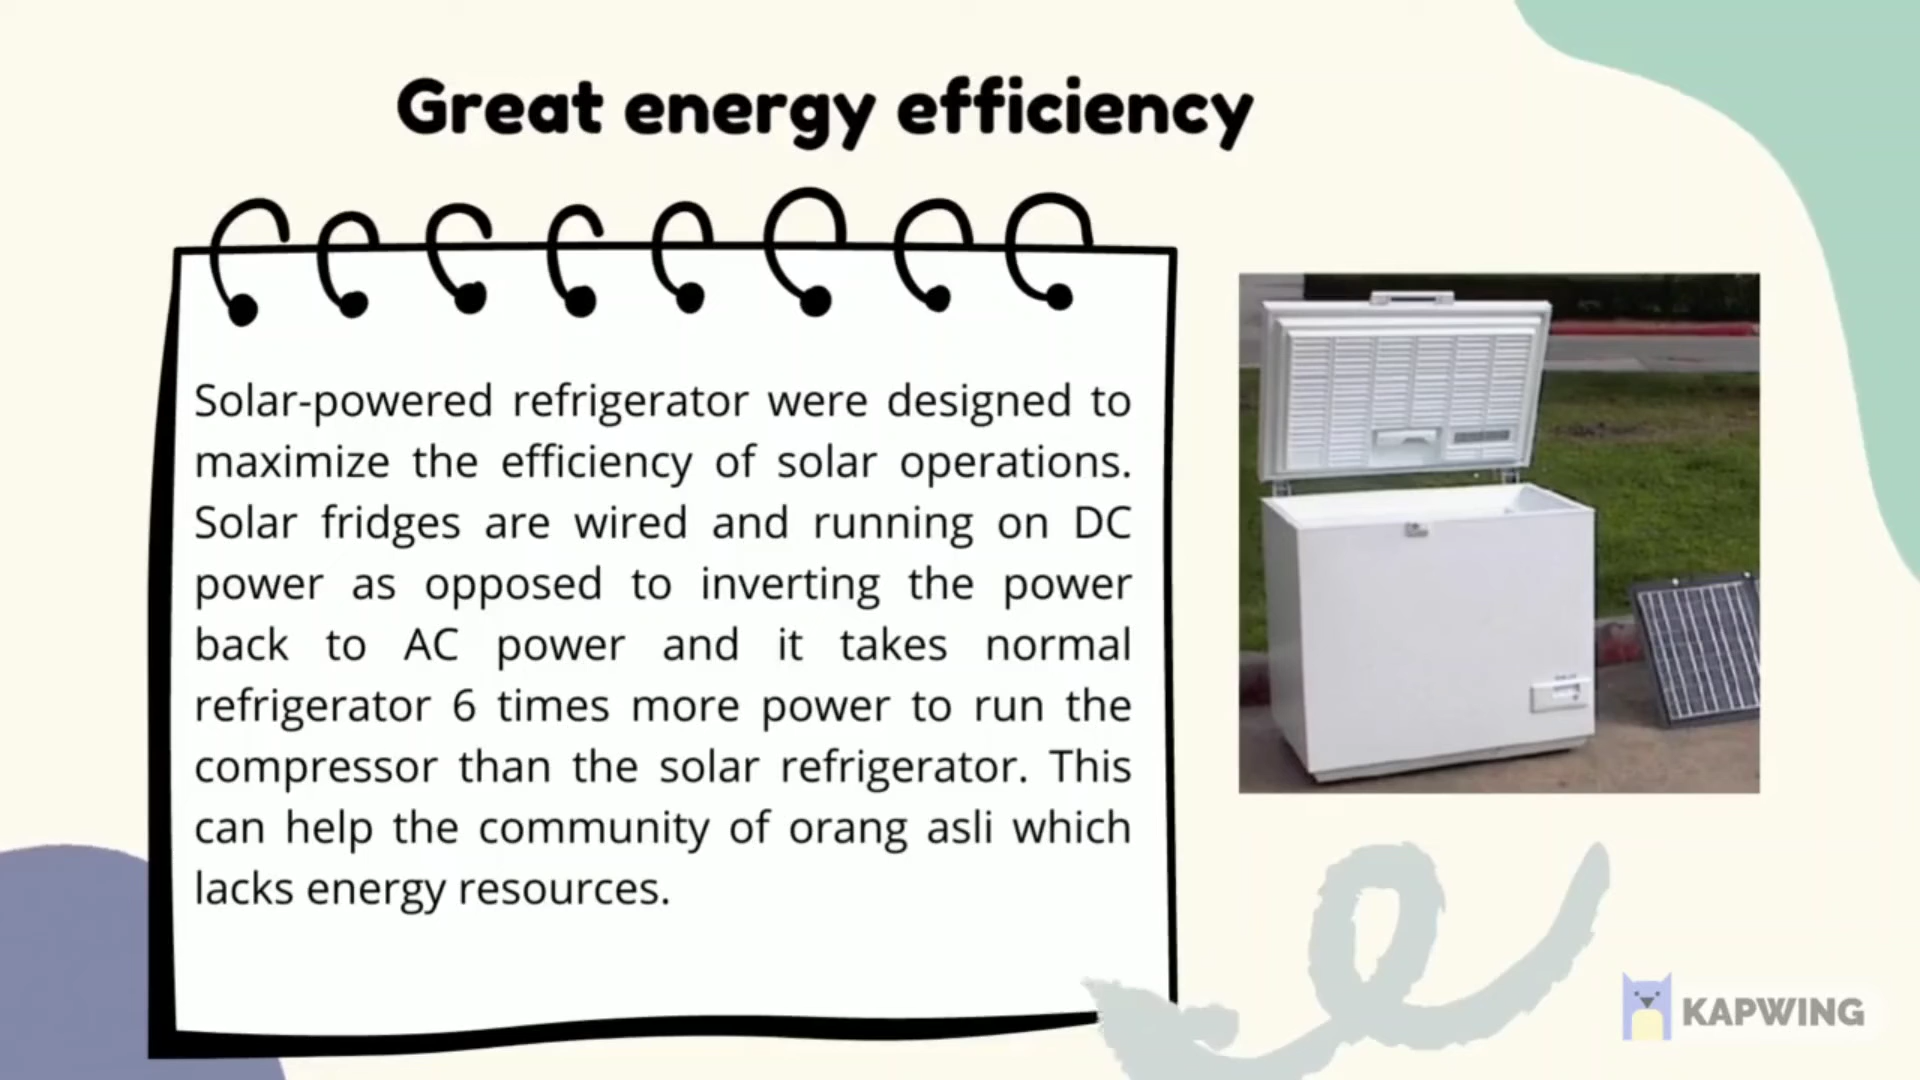 Great energy efficiency
Solar-powered refrigerator were designed to
maximize the efficiency of solar operations.
Solar fridges are wired and running on DC
power as opposed to inverting the power
back to AC power and it takes normal
refrigerator 6 times more power to run the
compressor than the solar refrigerator. This
can help the community of orang asli which
lacks energy resources.
KAPWING